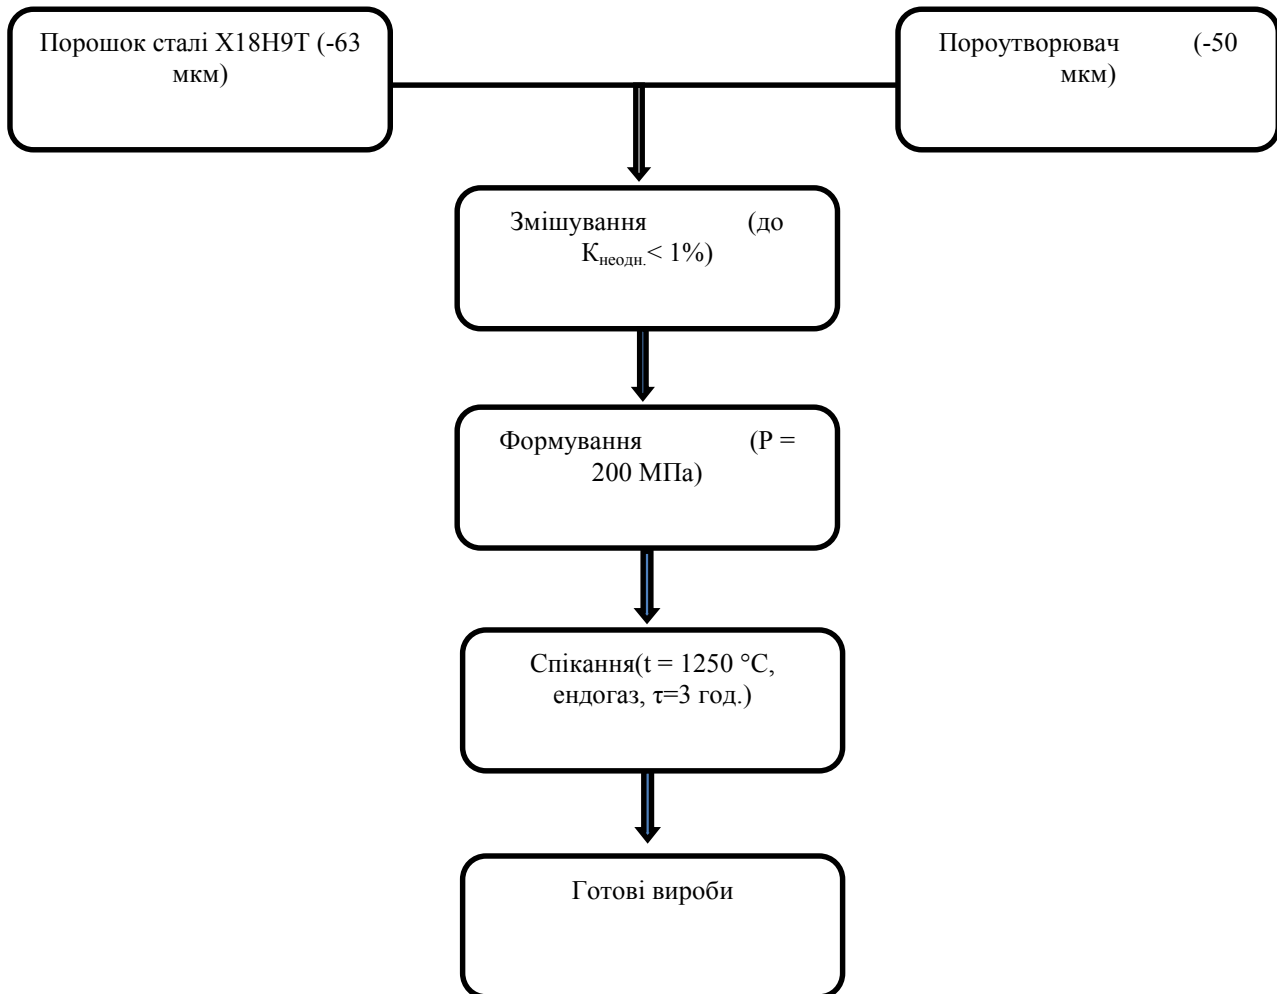 Порошок сталі Х18Н9Т (-63
мкм)
Пороутворювач (-50
мкм)
Змішування (до
Кнеодн.< 1%)
Формування (Р =
200 МПа)
Спікання(t = 1250 °С,
ендогаз, τ=3 год.)
Готові вироби